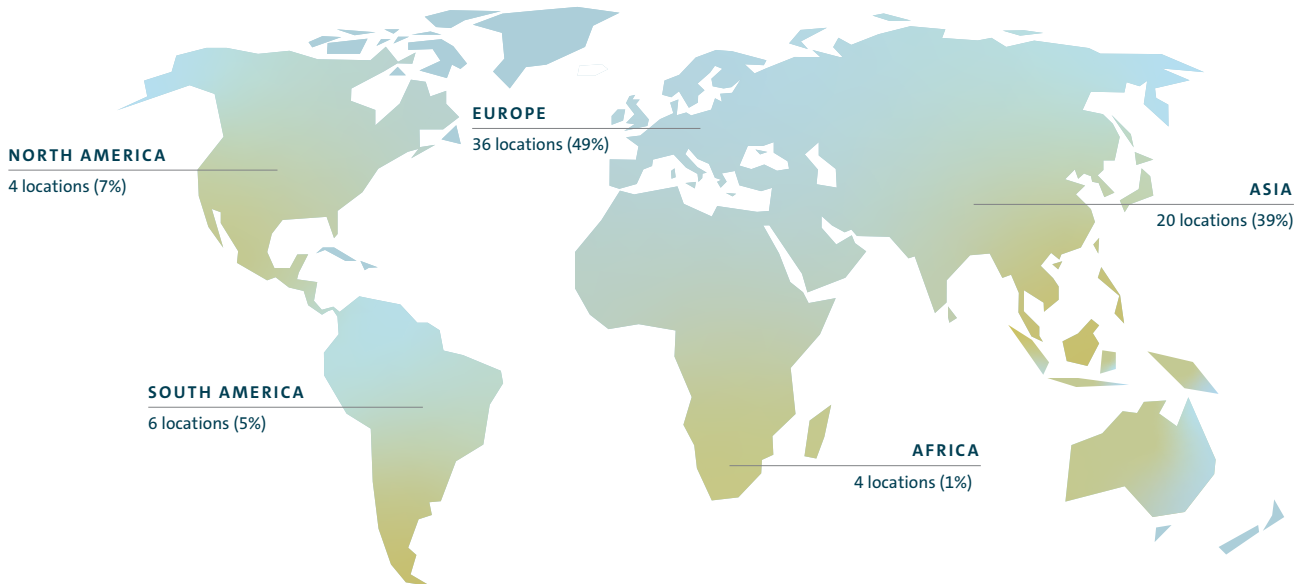 EUROPE
36 locations (49%)
NORTH AMERICA
4 locations (7%)
ASIA
20 locations (39%)
SOUTH AMERICA
6 locations (5%)
AFRICA
4 locations (1%)